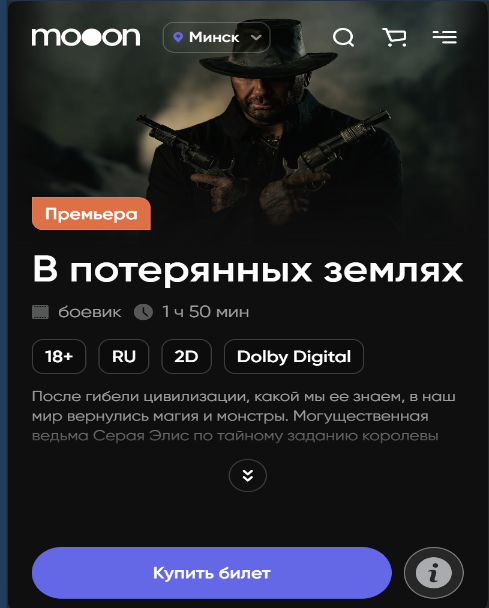 mooon
Минск
Премьера
В потерянных землях
боевик 1 ч 50 мин
18+ RU 2D Dolby Digital
После гибели цивилизации, какой мы ее знаем, в наш
мир вернулись магия и монстры. Могущественная
ведьма Серая Элис по тайному заданию королевы
Купить билет
i